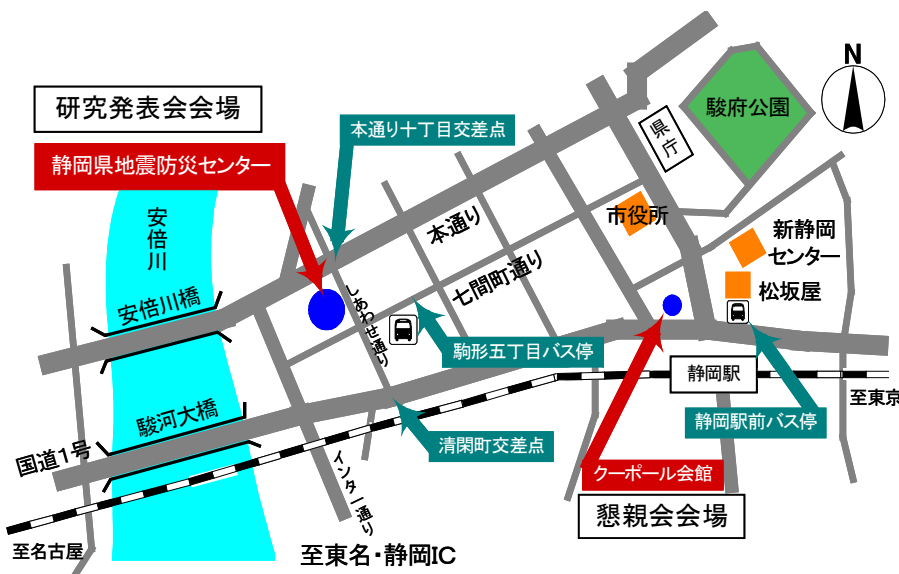 N
研究発表会会場
本通り十丁目交差点
静岡県地震防災センター
駿府公園
県庁
安倍川
市役所
本通り
新静岡
センター
七間町通り
松坂屋
安倍川橋
しあわせ通り
駒形五丁目バス停
静岡駅
至東京
駿河大橋
静岡駅前バス停
清閑町交差点
国道1号
クーポール会館
インター通り
懇親会会場
至名古屋
至東名・静岡IC